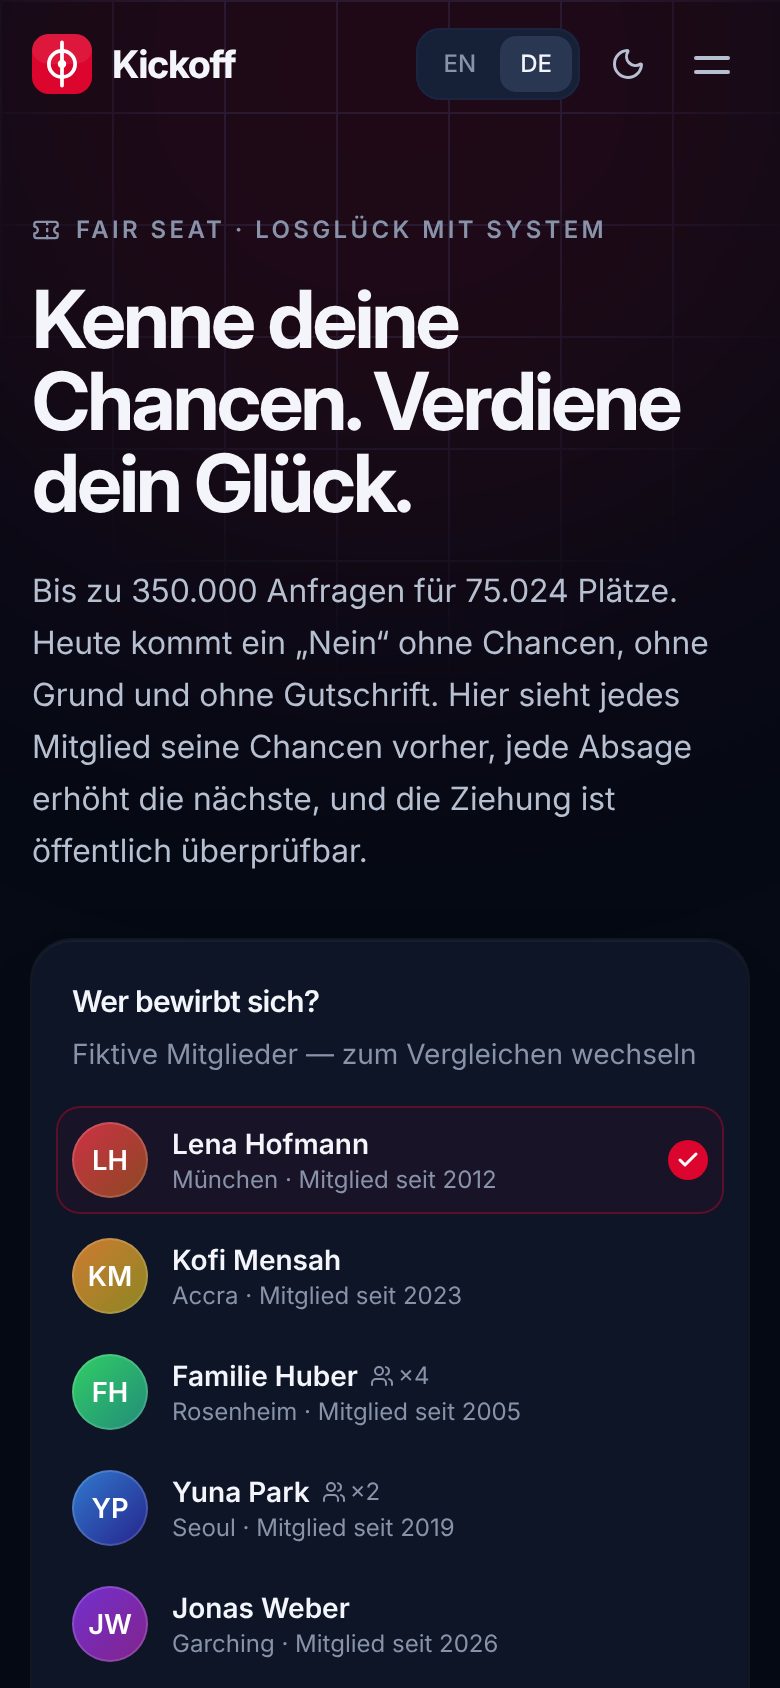 Kickoff
EN DE
FAIR SEAT · LOSGLÜCK MIT SYSTEM
Kenne deine
Chancen. Verdiene
dein Glück.
Bis zu 350.000 Anfragen für 75.024 Plätze.
Heute kommt ein „Nein“ ohne Chancen, ohne
Grund und ohne Gutschrift. Hier sieht jedes
Mitglied seine Chancen vorher, jede Absage
erhöht die nächste, und die Ziehung ist
öffentlich überprüfbar.
Wer bewirbt sich?
Fiktive Mitglieder — zum Vergleichen wechseln
LH Lena Hofmann
München · Mitglied seit 2012
KM Kofi Mensah
Accra · Mitglied seit 2023
FH Familie Huber ×4
Rosenheim · Mitglied seit 2005
YP Yuna Park ×2
Seoul · Mitglied seit 2019
JW Jonas Weber
Garching · Mitglied seit 2026